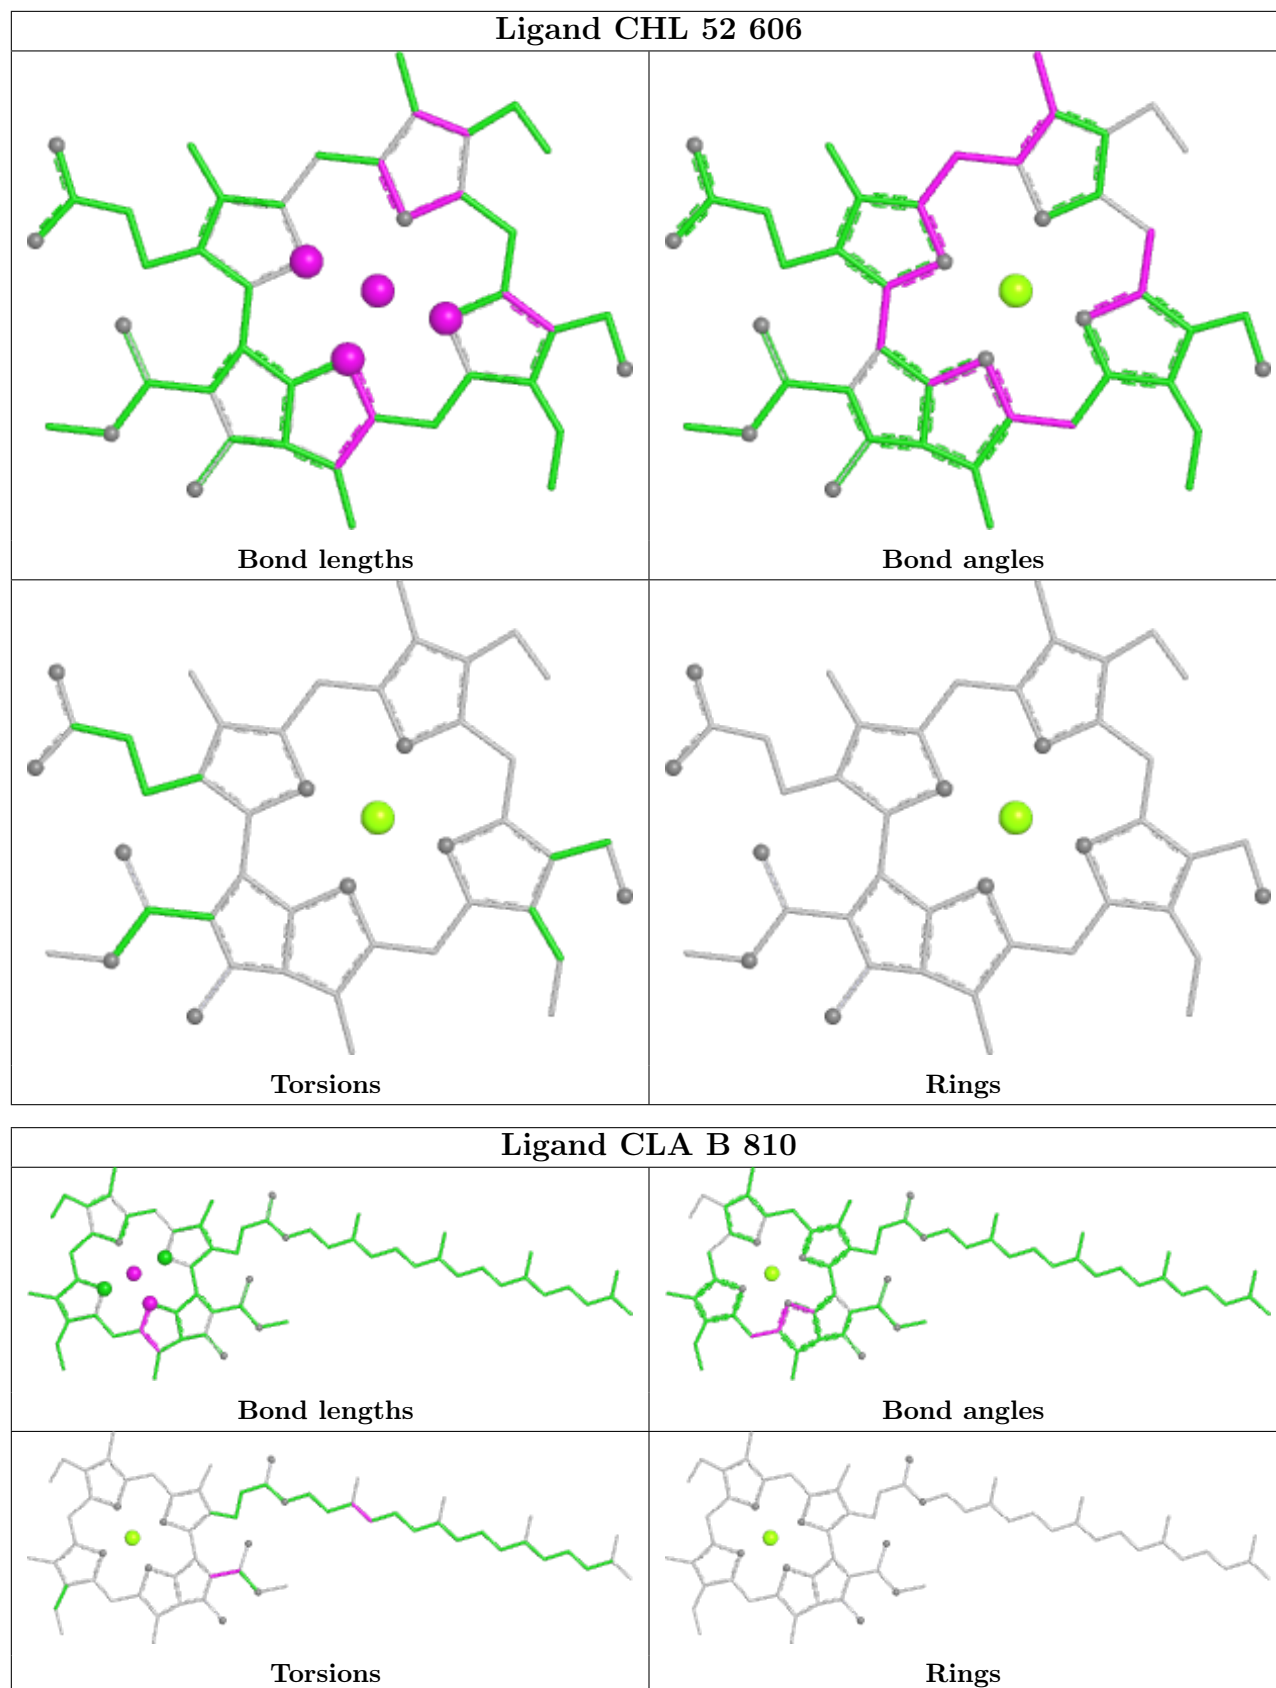 Ligand CHL 52 606
Bond lengths
Bond angles
Torsions
Rings
Ligand CLA B 810
Bond lengths
Bond angles
Torsions
Rings